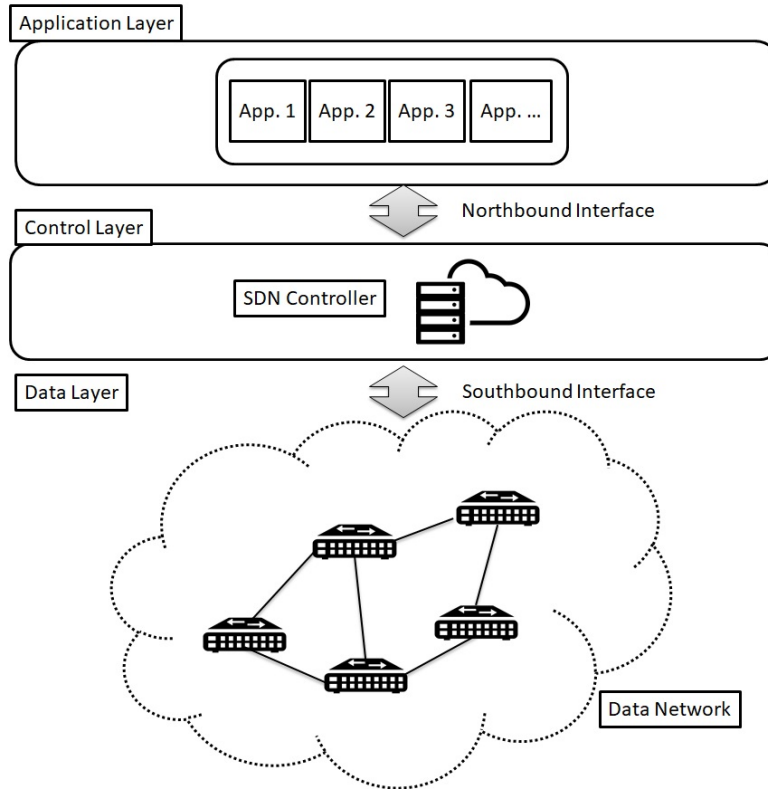 Application Layer
App. 1 App. 2 App. 3 App. ...
Northbound Interface
Control Layer
SDN Controller
Southbound Interface
Data Layer
Data Network